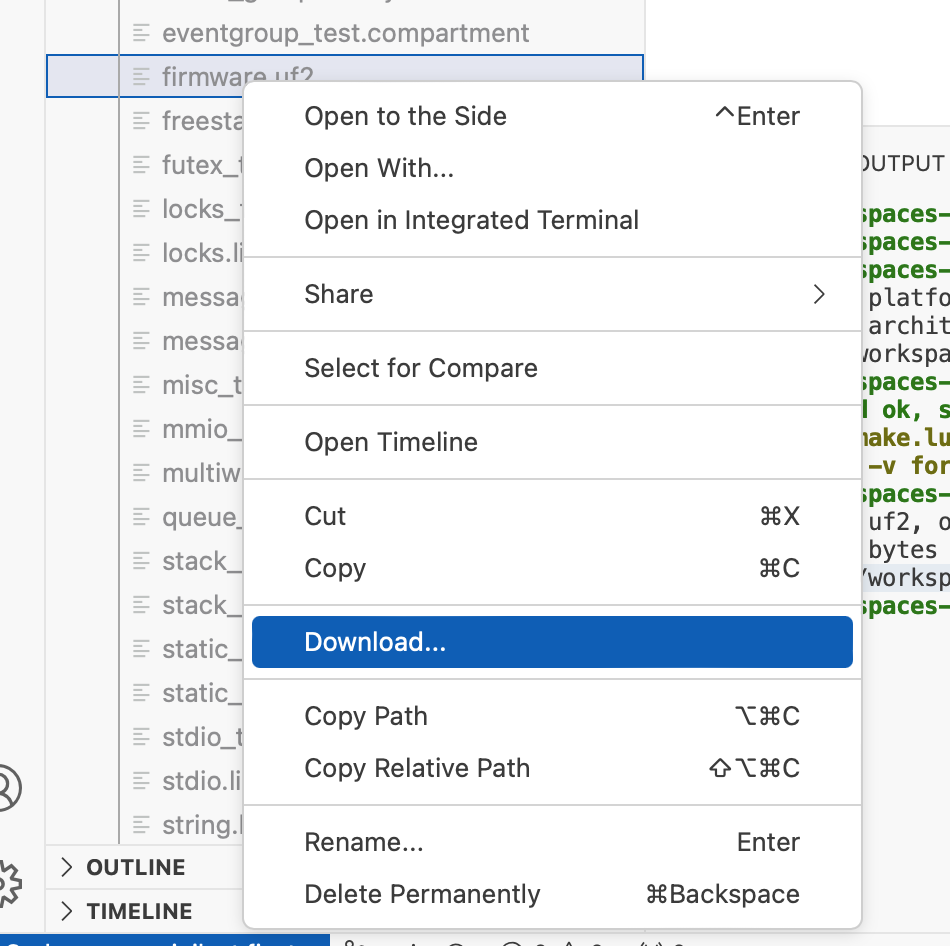 eventgroup_test.compartment
firmware.uf2
freesta
futex_t
locks_
locks.li
messa
messa
misc_t
mmio_
multiw
queue_
stack_
stack_
static_
static_
stdio_t
stdio.li
string.
OUTLINE
TIMELINE
Open to the Side ^Enter
Open With...
Open in Integrated Terminal
Share
Select for Compare
Open Timeline
Cut ⌘X
Copy ⌘C
Download...
Copy Path ⌥⌘C
Copy Relative Path ⇧⌥⌘C
Rename... Enter
Delete Permanently ⌘Backspace
OUTPUT
spaces-
spaces-
spaces-
platfo
archit
workspa
spaces-
ok, s
make.lu
-v for
spaces-
uf2, o
bytes
/worksp
spaces-